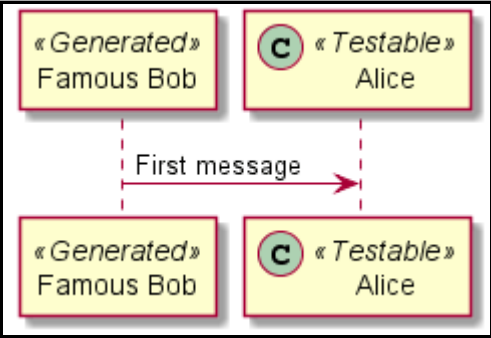 «Generated»
Famous Bob
C «Testable»
Alice
First message
«Generated»
Famous Bob
C «Testable»
Alice